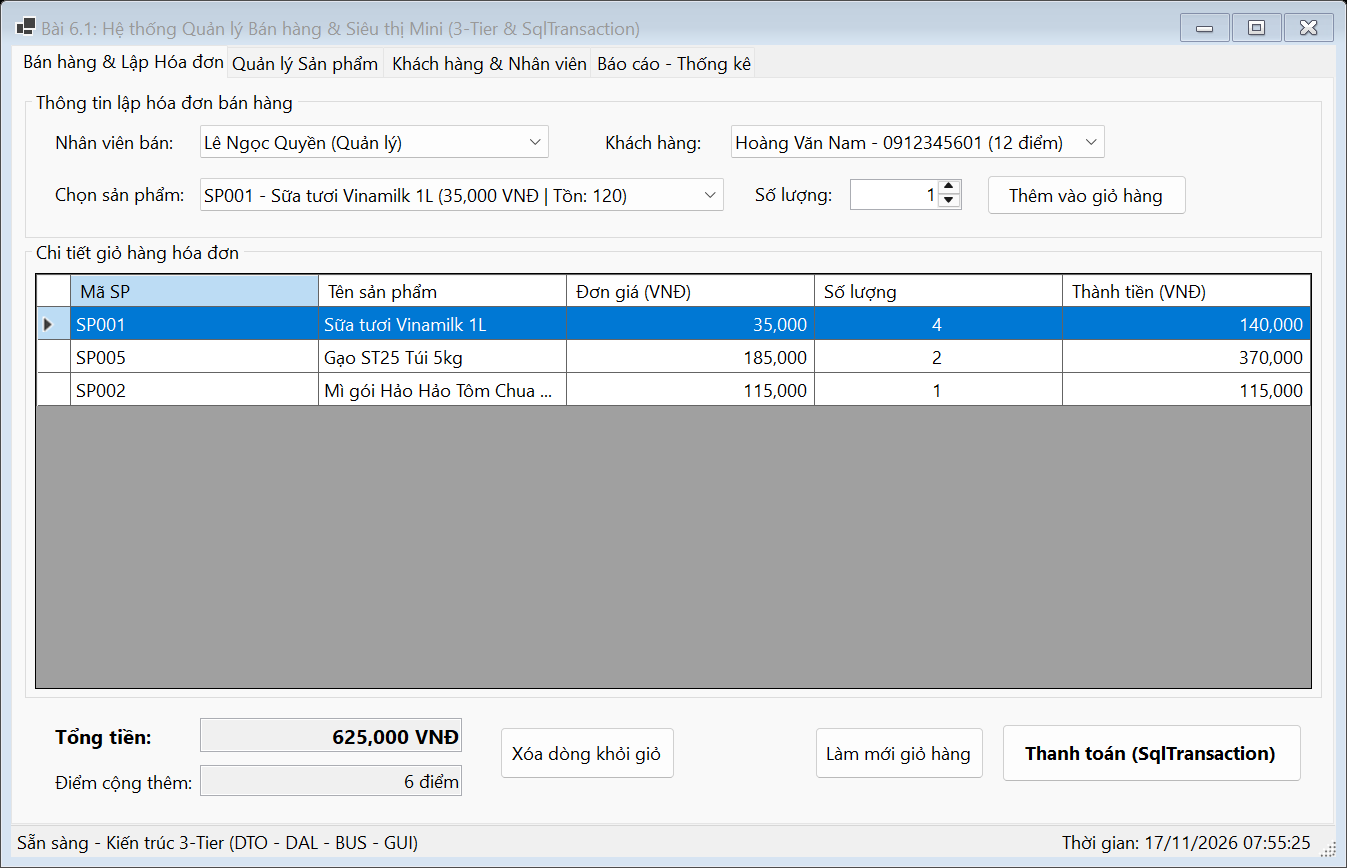 Bài 6.1: Hệ thống Quản lý Bán hàng & Siêu thị Mini (3-Tier & SqlTransaction)
Bán hàng & Lập Hóa đơn Quản lý Sản phẩm Khách hàng & Nhân viên Báo cáo - Thống kê
Thông tin lập hóa đơn bán hàng
Nhân viên bán: Lê Ngọc Quyền (Quản lý) Khách hàng: Hoàng Văn Nam - 0912345601 (12 điểm)
Chọn sản phẩm: SP001 - Sữa tươi Vinamilk 1L (35,000 VNĐ | Tồn: 120) Số lượng: 1 Thêm vào giỏ hàng
Chi tiết giỏ hàng hóa đơn
Mã SP Tên sản phẩm Đơn giá (VNĐ) Số lượng Thành tiền (VNĐ)
SP001 Sữa tươi Vinamilk 1L 35,000 4 140,000
SP005 Gạo ST25 Túi 5kg 185,000 2 370,000
SP002 Mì gói Hảo Hảo Tôm Chua ... 115,000 1 115,000
Tổng tiền: 625,000 VNĐ
Xóa dòng khỏi giỏ Làm mới giỏ hàng Thanh toán (SqlTransaction)
Điểm cộng thêm: 6 điểm
Sẵn sàng - Kiến trúc 3-Tier (DTO - DAL - BUS - GUI) Thời gian: 17/11/2026 07:55:25